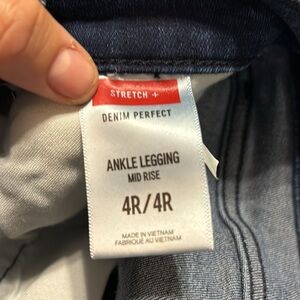 STRETCH +
DENIM PERFECT
ANKLE LEGGING
MID RISE
4R/4R
MADE IN VIETNAM
FABRIQUÉ AU VIETNAM